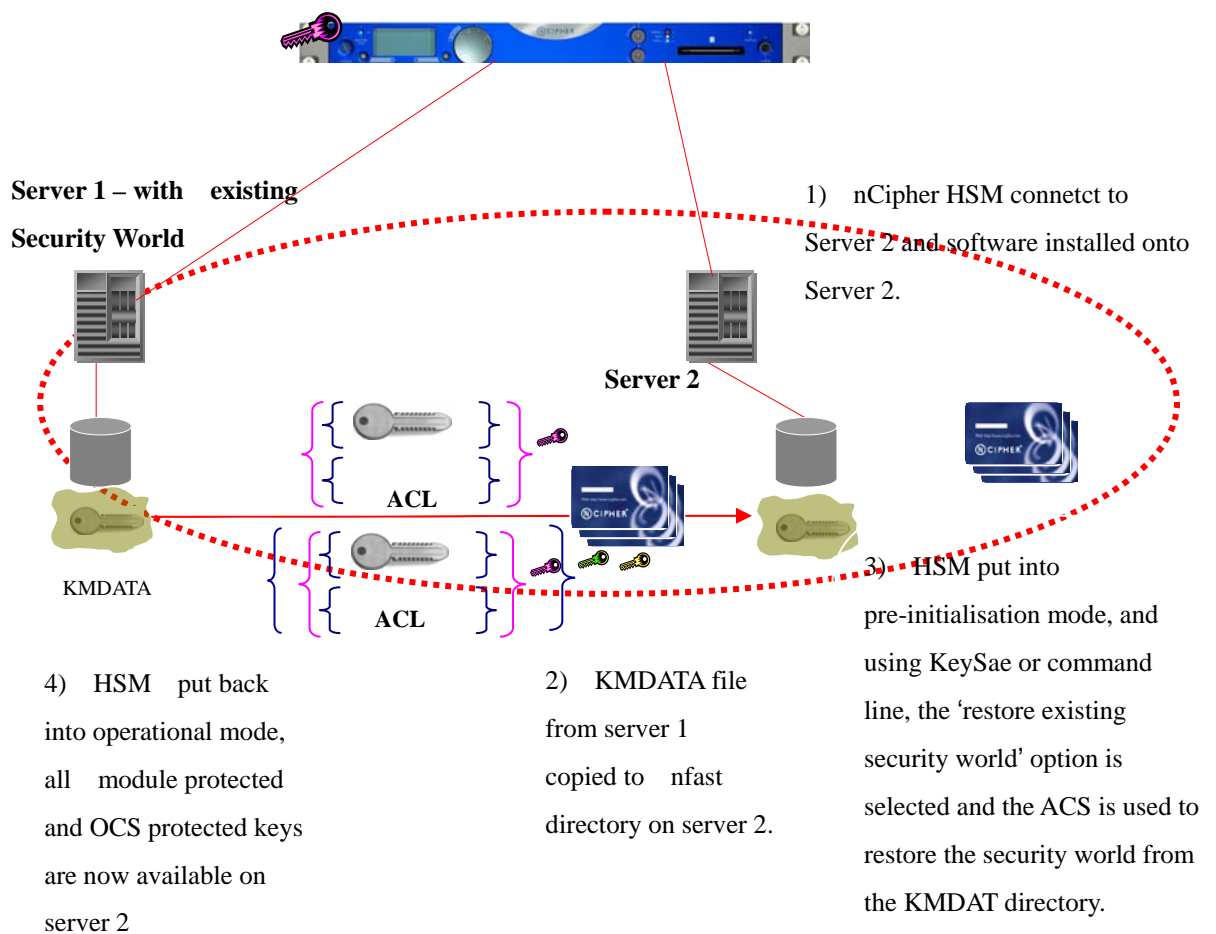 NCIPHER
Server 1 – with existing
Security World
1) nCipher HSM connetct to
Server 2 and software installed onto
Server 2.
Server 2
NCIPHER
NCIPHER
ACL
KMDATA
ACL
3) HSM put into
pre-initialisation mode, and
using KeySae or command
line, the ‘restore existing
security world’ option is
selected and the ACS is used to
restore the security world from
the KMDAT directory.
2) KMDATA file
from server 1
copied to nfast
directory on server 2.
4) HSM put back
into operational mode,
all module protected
and OCS protected keys
are now available on
server 2